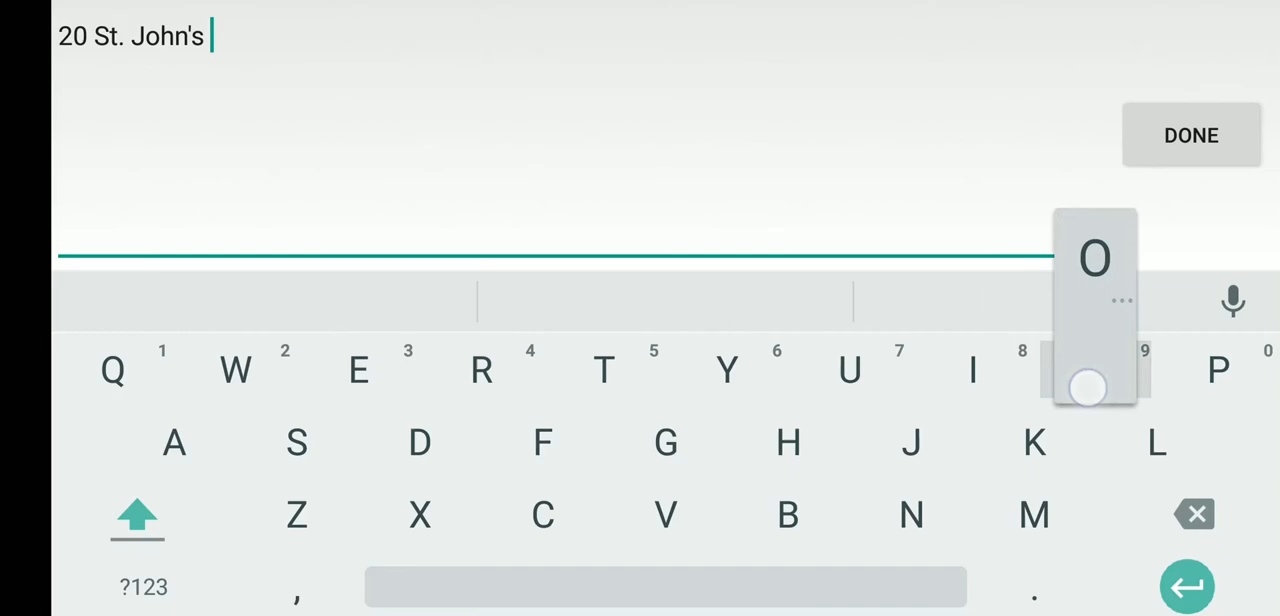 20 St. John's
DONE
O
Q 1 W 2 E 3 R 4 T 5 Y 6 U 7 I 8 9 P 0
A S D F G H J K L
Z X C V B N M
?123 , .